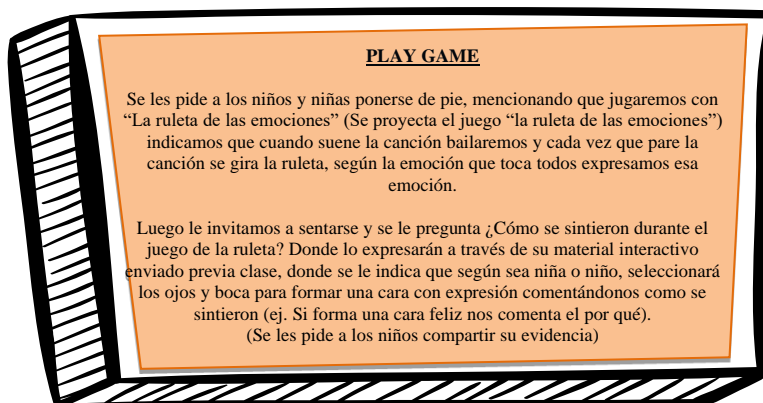 PLAY GAME
Se les pide a los niños y niñas ponerse de pie, mencionando que jugaremos con
“La ruleta de las emociones” (Se proyecta el juego “la ruleta de las emociones”)
indicamos que cuando suene la canción bailaremos y cada vez que pare la
canción se gira la ruleta, según la emoción que toca todos expresamos esa
emoción.
Luego le invitamos a sentarse y se le pregunta ¿Cómo se sintieron durante el
juego de la ruleta? Donde lo expresarán a través de su material interactivo
enviado previa clase, donde se le indica que según sea niña o niño, seleccionará
los ojos y boca para formar una cara con expresión comentándonos como se
sintieron (ej. Si forma una cara feliz nos comenta el por qué).
(Se les pide a los niños compartir su evidencia)